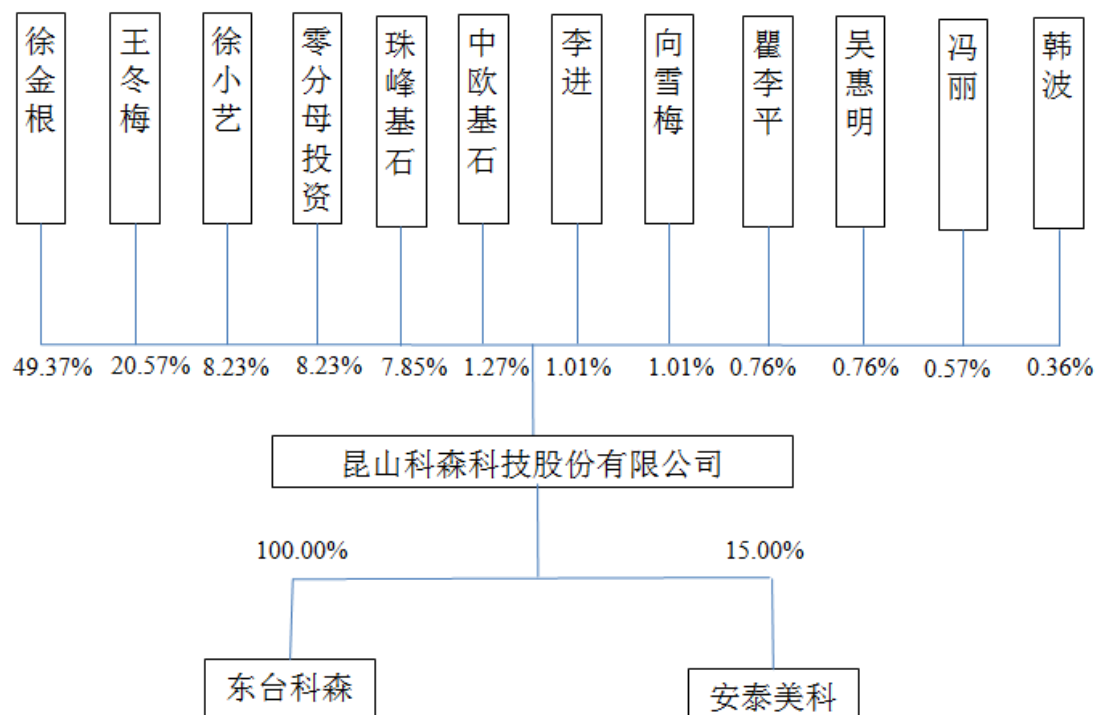 徐金根
王冬梅
徐小艺
零分母投资
珠峰基石
中欧基石
李进
向雪梅
瞿李平
吴惠明
冯丽
韩波
49.37% 20.57% 8.23% 8.23% 7.85% 1.27% 1.01% 1.01% 0.76% 0.76% 0.57% 0.36%
昆山科森科技股份有限公司
100.00% 15.00%
东台科森 安泰美科